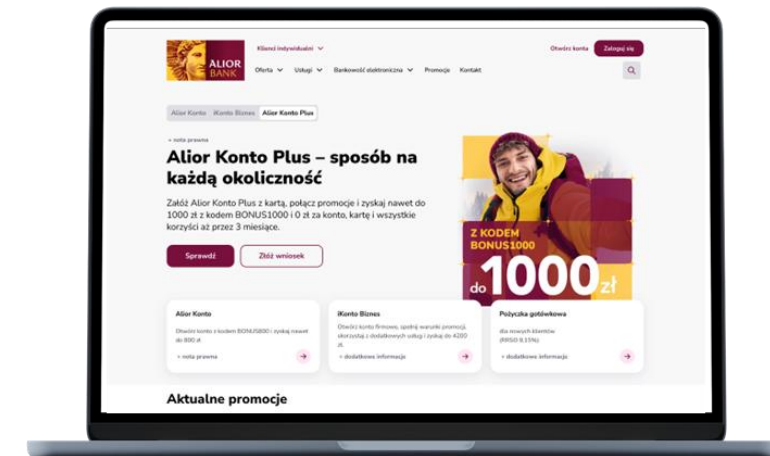 ALIOR
BANK
Klienci indywidualni
Otwórz konto
Zaloguj się
Oferta
Usługi
Bankowość elektroniczna
Promocje
Kontakt
Alior Konto
iKonto Biznes
Alior Konto Plus
+ nota prawna
Alior Konto Plus – sposób na
każdą okoliczność
Załóż Alior Konto Plus z kartą, połącz promocje i zyskaj nawet do
1000 zł z kodem BONUS1000 i 0 zł za konto, kartę i wszystkie
korzyści aż przez 3 miesiące.
Sprawdź
Złóż wniosek
Z KODEM
BONUS1000
do 1000 zł
Alior Konto
Otwórz konto z kodem BONUS800 i zyskaj nawet
do 800 zł
+ nota prawna
iKonto Biznes
Otwórz konto firmowe, spełnij warunki promocji,
skorzystaj z dodatkowych usług i zyskaj do 4200
zł
+ dodatkowe informacje
Pożyczka gotówkowa
dla nowych klientów
(RRSO 9,15%)
+ dodatkowe informacje
Aktualne promocje